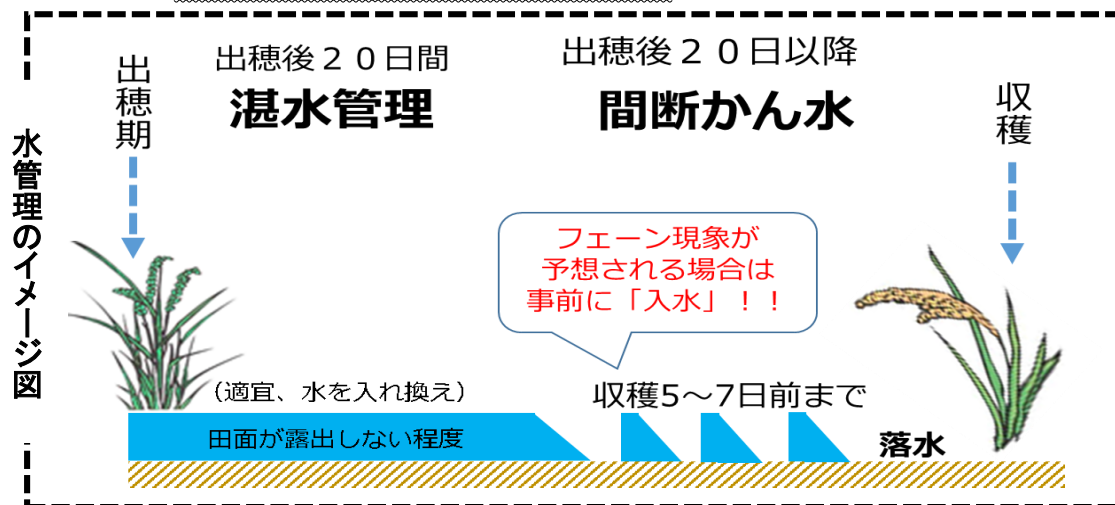 水管理のイメージ図
出穂期
出穂後２０日間
湛水管理
出穂後２０日以降
間断かん水
収穫
フェーン現象が
予想される場合は
事前に「入水」！！
（適宜、水を入れ換え）
収穫5～7日前まで
田面が露出しない程度
落水